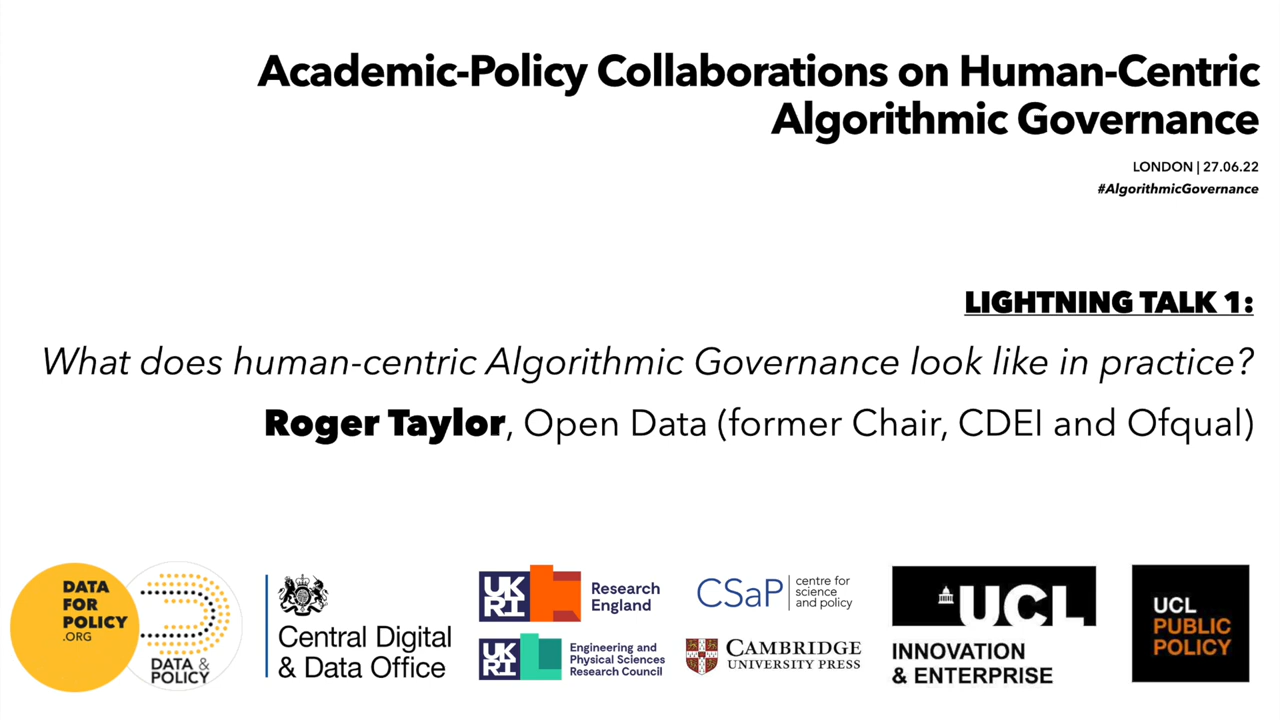 Academic-Policy Collaborations on Human-Centric
Algorithmic Governance
LONDON | 27.06.22
#AlgorithmicGovernance
LIGHTNING TALK 1:
What does human-centric Algorithmic Governance look like in practice?
Roger Taylor, Open Data (former Chair, CDEI and Ofqual)
DATA
FOR
POLICY
.ORG
DATA &
POLICY
Central Digital
& Data Office
UK
RI
Research
England
UK
RI
Engineering and
Physical Sciences
Research Council
CSaP
centre for
science
and policy
CAMBRIDGE
UNIVERSITY PRESS
UCL
INNOVATION
& ENTERPRISE
UCL
PUBLIC
POLICY